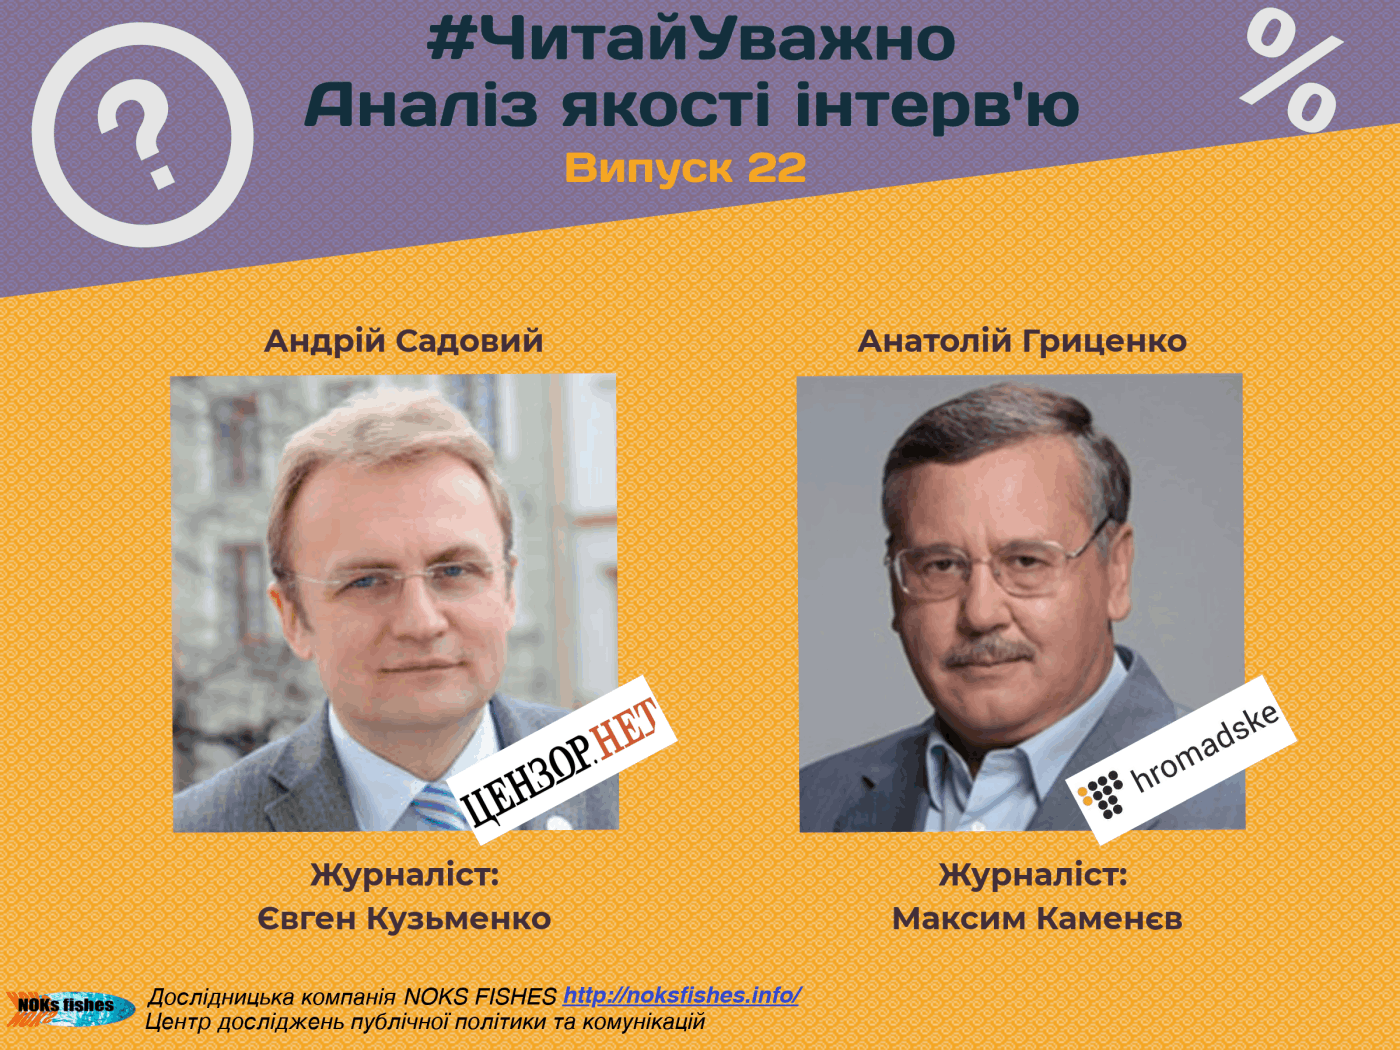 #ЧитайУважно
Аналіз якості інтерв'ю
Випуск 22
?
%
Андрій Садовий
Анатолій Гриценко
ЦЕНЗОР.НЕТ
hromadske
Журналіст:
Євген Кузьменко
Журналіст:
Максим Каменєв
NOKs fishes
Дослідницька компанія NOKS FISHES http://noksfishes.info/
Центр досліджень публічної політики та комунікацій